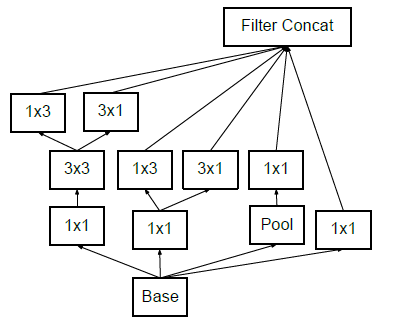 Filter Concat
1x3
3x1
3x3
1x3
3x1
1x1
1x1
1x1
Pool
1x1
Base